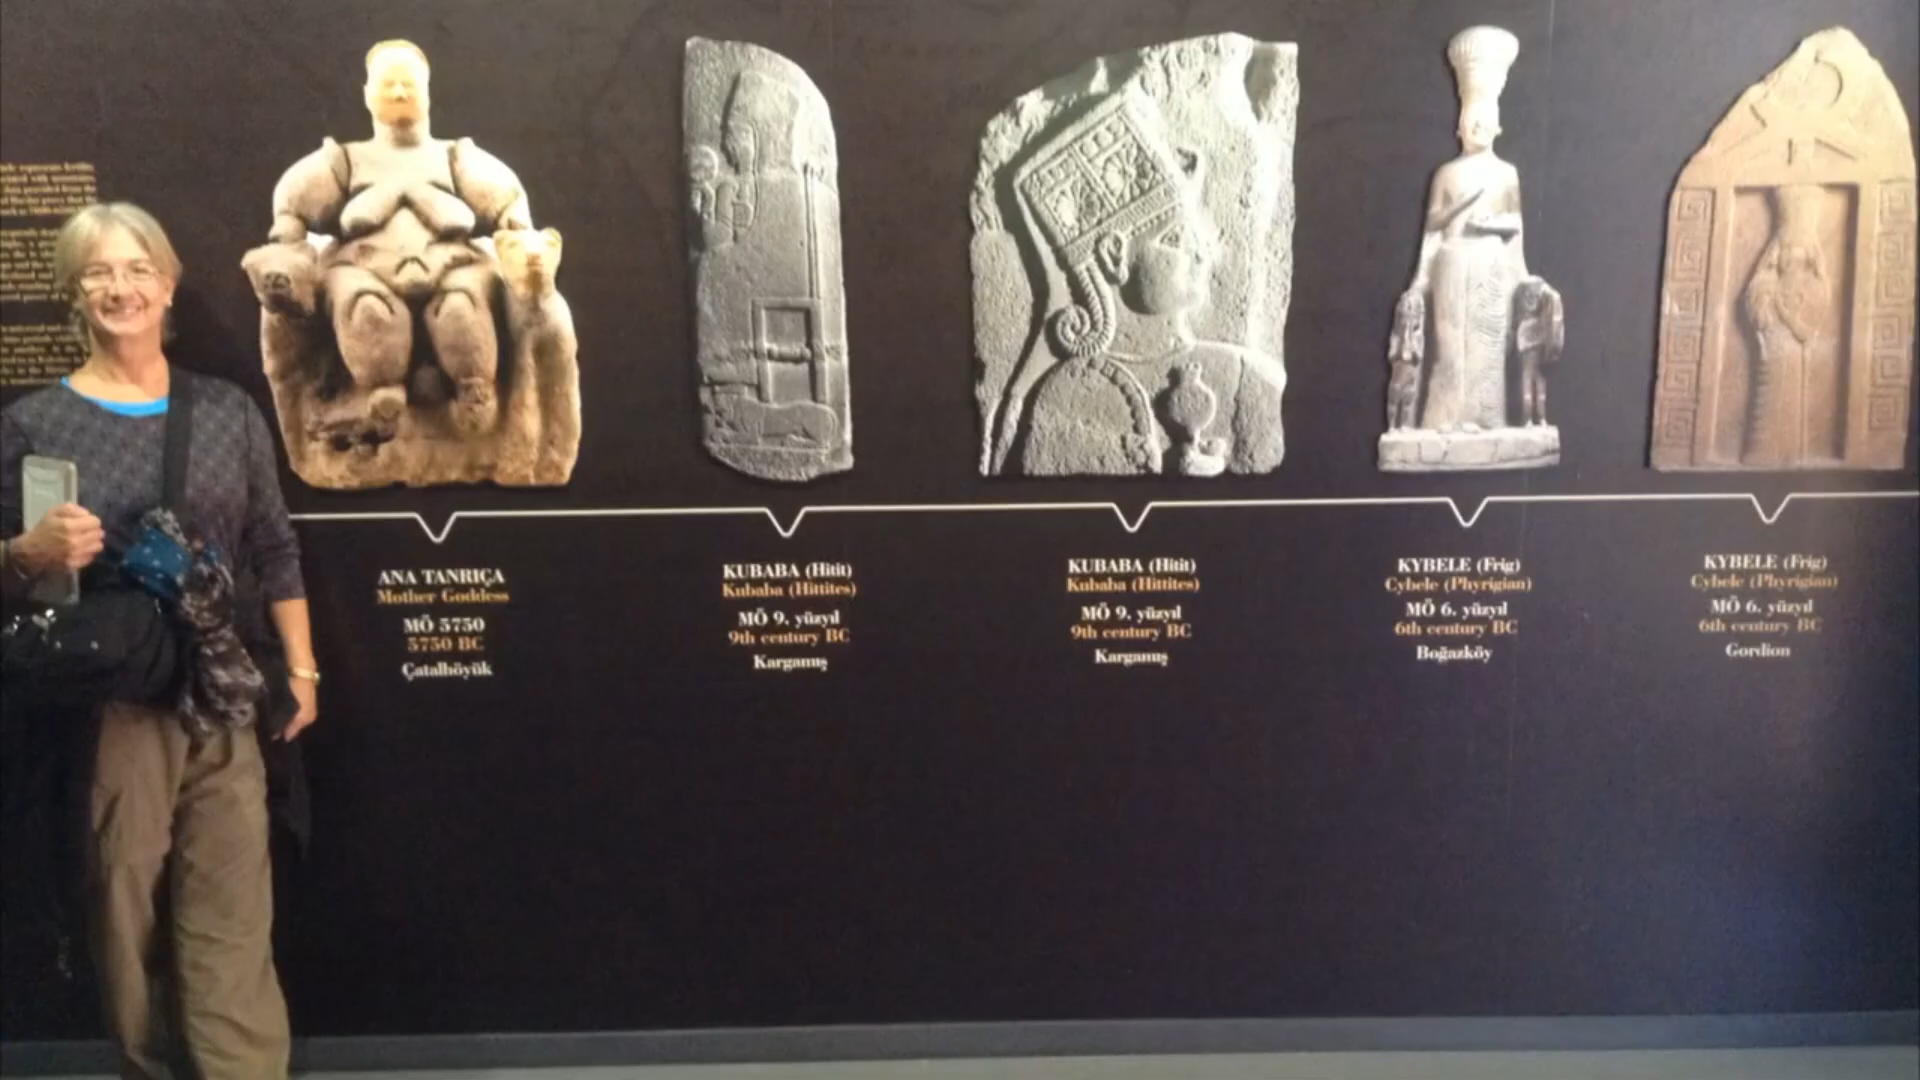 ANA TANRIÇA
Mother Goddess
MÖ 5750
5750 BC
Çatalhöyük
KUBABA (Hitit)
Kubaba (Hittites)
MÖ 9. yüzyıl
9th century BC
Kargamış
KUBABA (Hitit)
Kubaba (Hittites)
MÖ 9. yüzyıl
9th century BC
Kargamış
KYBELE (Frig)
Cybele (Phyrigian)
MÖ 6. yüzyıl
6th century BC
Boğazköy
KYBELE (Frig)
Cybele (Phyrigian)
MÖ 6. yüzyıl
6th century BC
Gordion